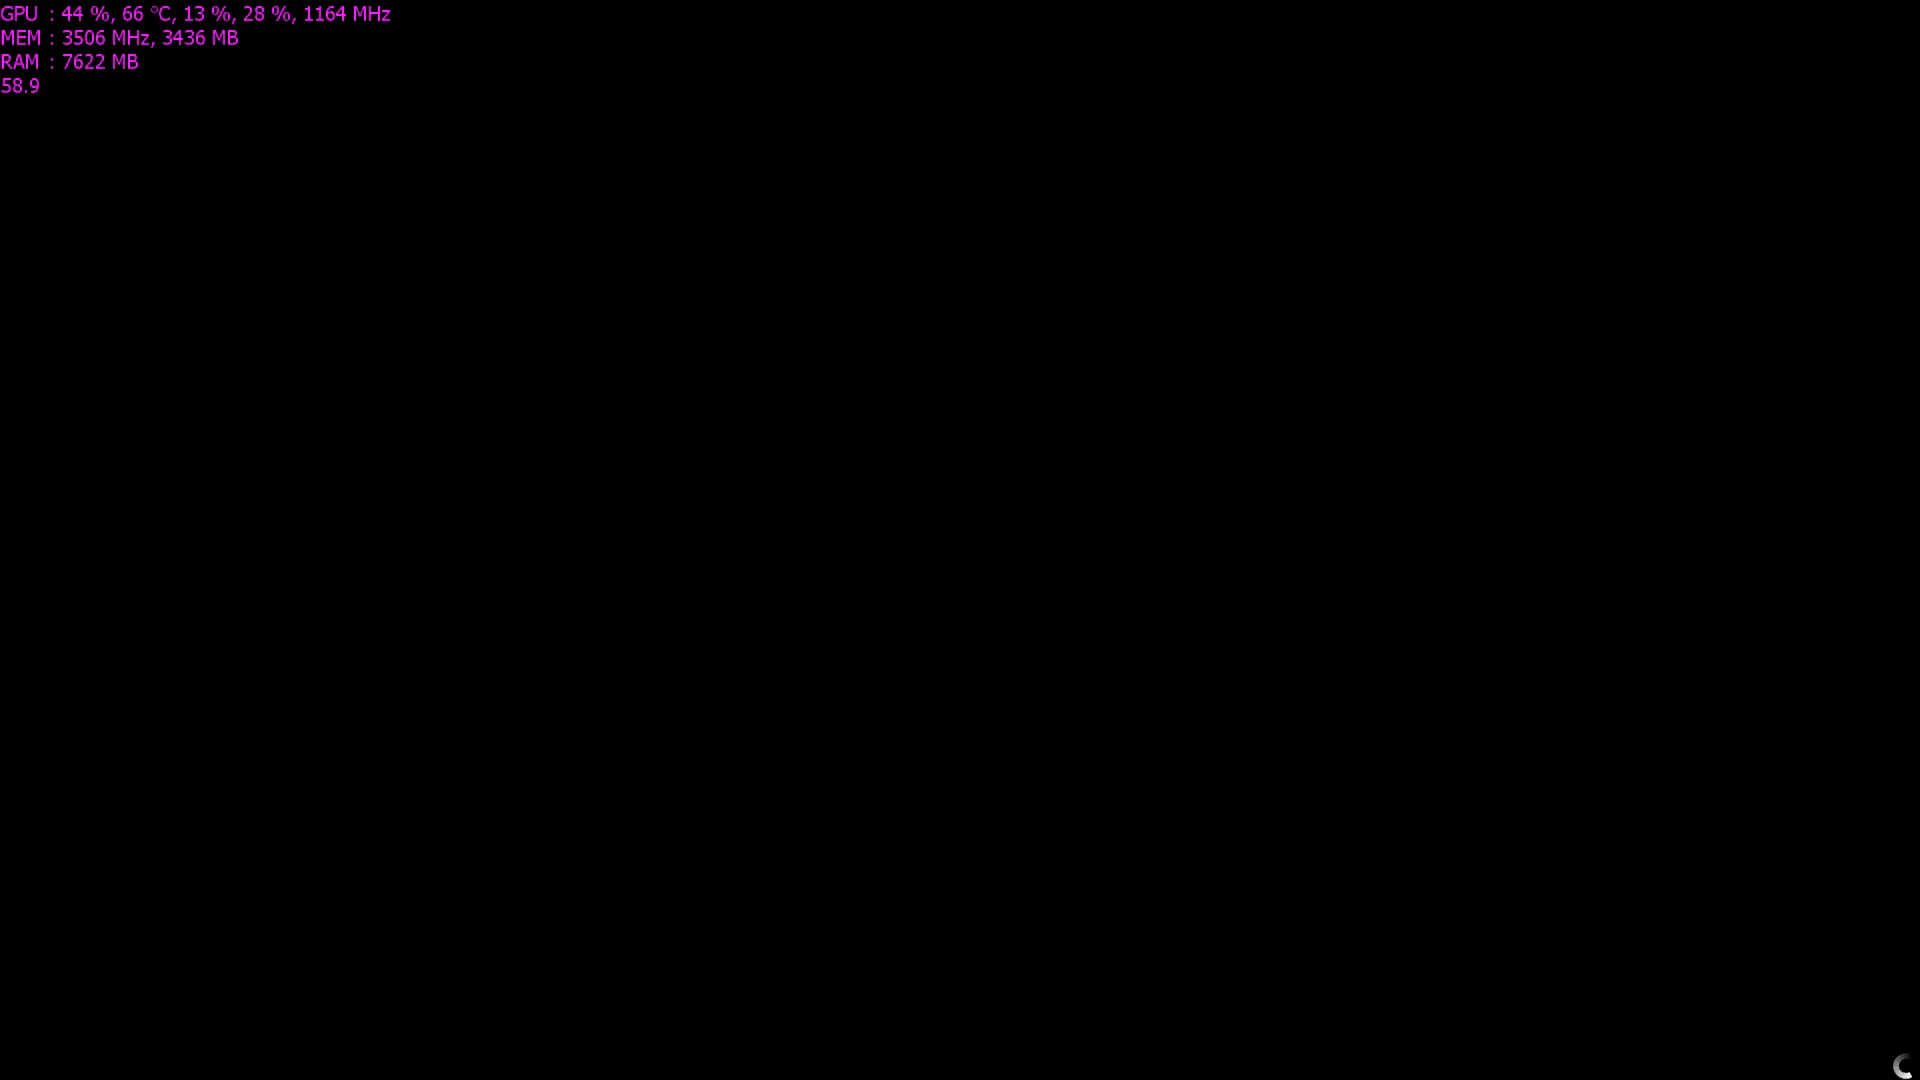 GPU : 44 %, 66 °C, 13 %, 28 %, 1164 MHz
MEM : 3506 MHz, 3436 MB
RAM : 7622 MB
58.9